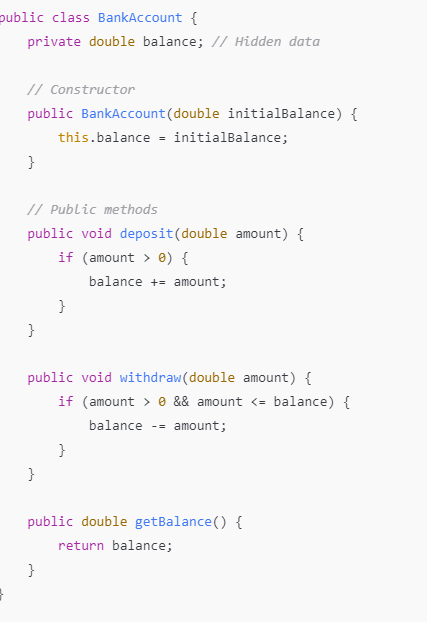 public class BankAccount {
    private double balance; // Hidden data

    // Constructor
    public BankAccount(double initialBalance) {
        this.balance = initialBalance;
    }

    // Public methods
    public void deposit(double amount) {
        if (amount > 0) {
            balance += amount;
        }
    }

    public void withdraw(double amount) {
        if (amount > 0 && amount <= balance) {
            balance -= amount;
        }
    }

    public double getBalance() {
        return balance;
    }
}